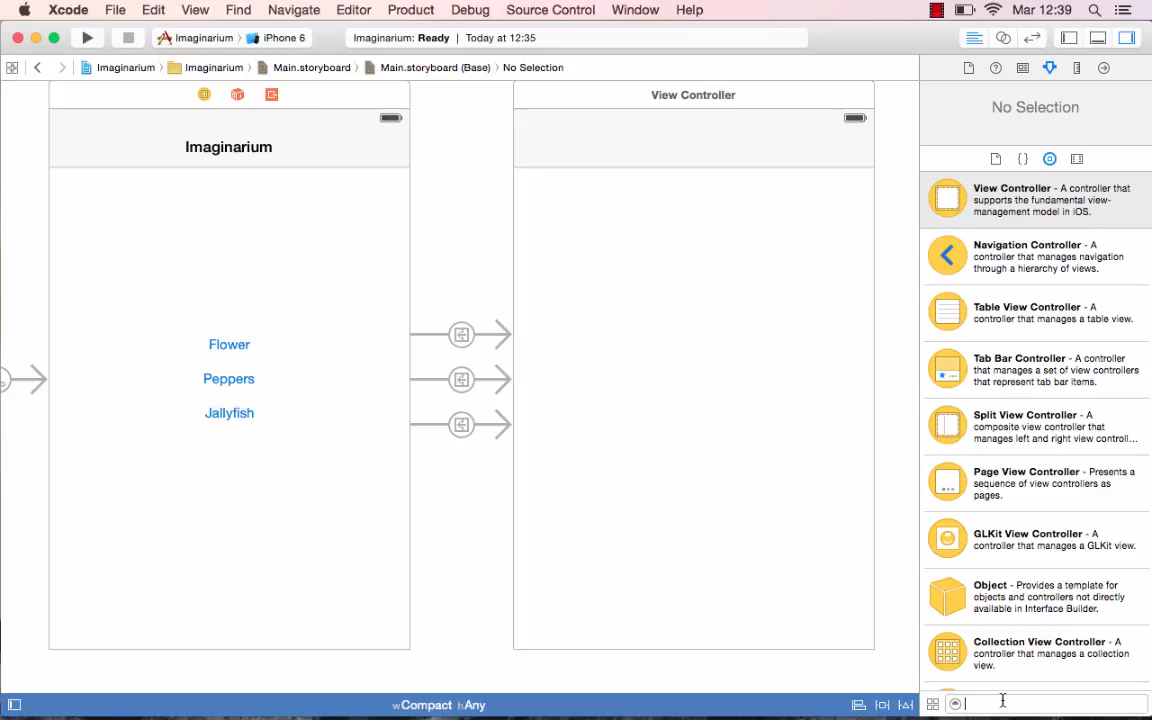 Xcode File Edit View Find Navigate Editor Product Debug Source Control Window Help Mar 12:39
Imaginarium iPhone 6 Imaginarium: Ready | Today at 12:35
Imaginarium Imaginarium Main.storyboard Main.storyboard (Base) No Selection
No Selection
View Controller
Imaginarium
Flower
Peppers
Jallyfish
View Controller - A controller that
supports the fundamental view-
management model in iOS.
Navigation Controller - A
controller that manages navigation
through a hierarchy of views.
Table View Controller - A
controller that manages a table view.
Tab Bar Controller - A controller
that manages a set of view controllers
that represent tab bar items.
Split View Controller - A
composite view controller that
manages left and right view controll...
Page View Controller - Presents a
sequence of view controllers as
pages.
GLKit View Controller - A
controller that manages a GLKit view.
Object - Provides a template for
objects and controllers not directly
available in Interface Builder.
Collection View Controller - A
controller that manages a collection
view.
wCompact hAny